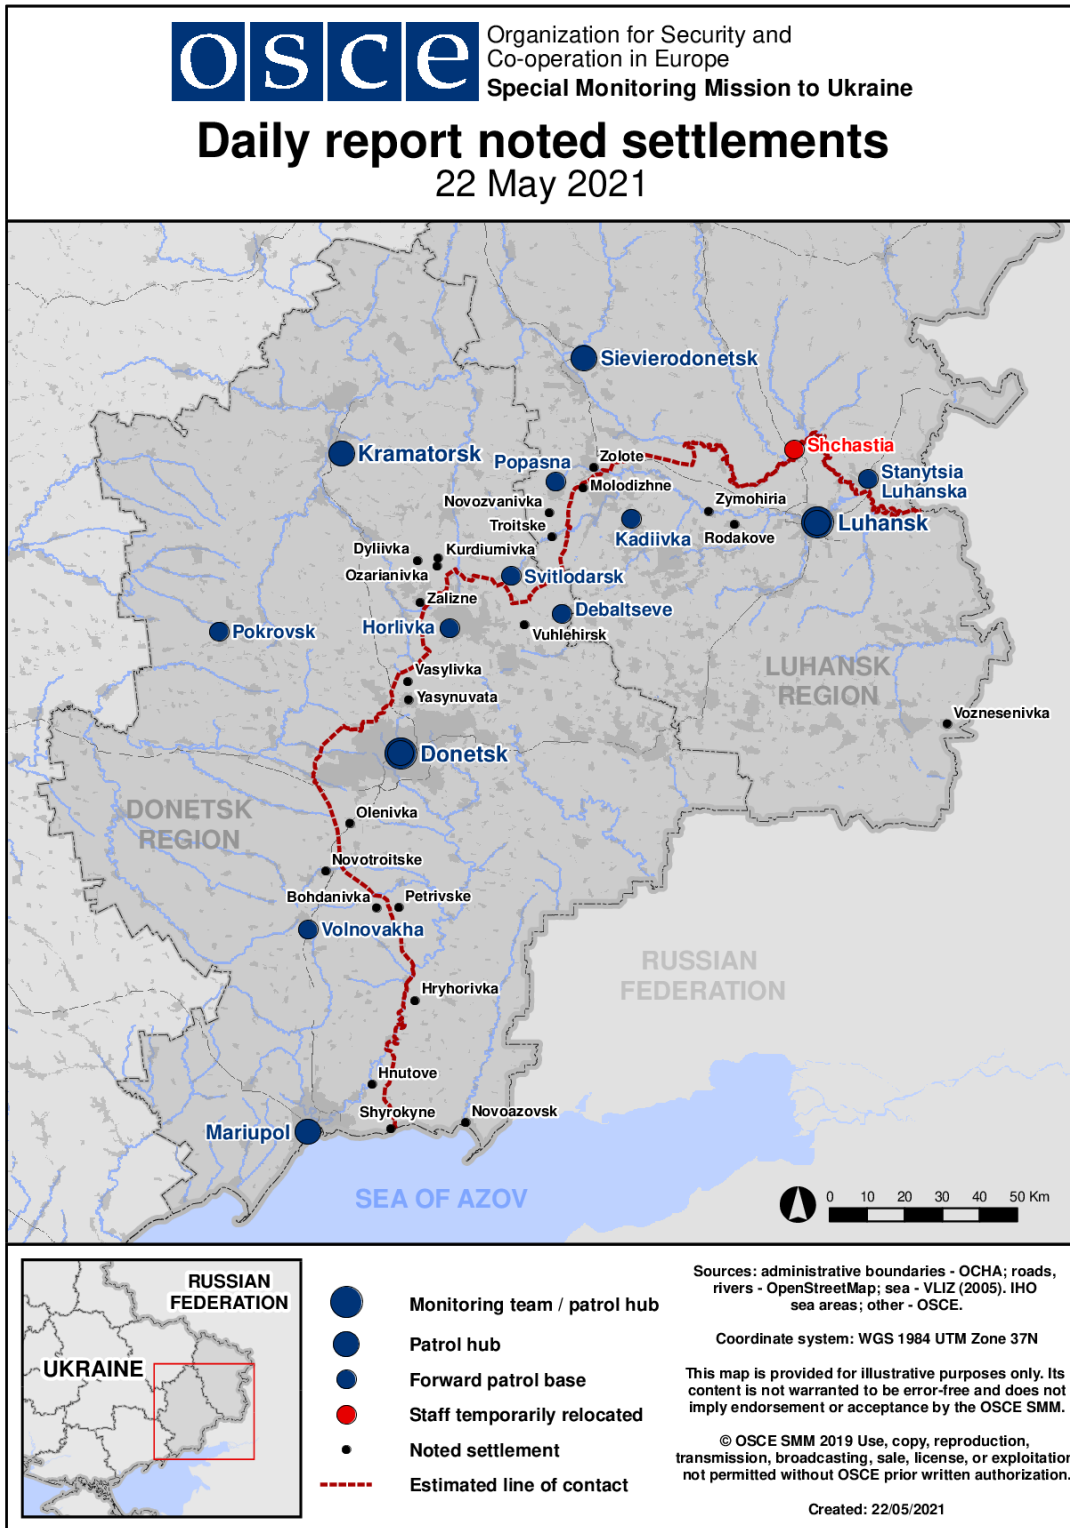 osce
Organization for Security and
Co-operation in Europe
Special Monitoring Mission to Ukraine
Daily report noted settlements
22 May 2021
Sievierodonetsk
Shchastia
Kramatorsk
Popasna
Zolote
Stanytsia
Luhanska
Molodizhne
Novozvanivka
Zymohiria
Troitske
Luhansk
Kadiivka
Rodakove
Dyliivka
Kurdiumivka
Ozarianivka
Svitlodarsk
Zalizne
Debaltseve
Horlivka
Pokrovsk
Vuhlehirsk
LUHANSK
REGION
Vasylivka
Yasynuvata
Voznesenivka
Donetsk
DONETSK
REGION
Olenivka
Novotroitske
Bohdanivka
Petrivske
Volnovakha
RUSSIAN
FEDERATION
Hryhorivka
Hnutove
Shyrokyne
Novoazovsk
Mariupol
SEA OF AZOV
0 10 20 30 40 50 Km
RUSSIAN
FEDERATION
UKRAINE
Monitoring team / patrol hub
Patrol hub
Forward patrol base
Staff temporarily relocated
Noted settlement
Estimated line of contact
Sources: administrative boundaries - OCHA; roads,
rivers - OpenStreetMap; sea - VLIZ (2005). IHO
sea areas; other - OSCE.
Coordinate system: WGS 1984 UTM Zone 37N
This map is provided for illustrative purposes only. Its
content is not warranted to be error-free and does not
imply endorsement or acceptance by the OSCE SMM.
© OSCE SMM 2019 Use, copy, reproduction,
transmission, broadcasting, sale, license, or exploitation
not permitted without OSCE prior written authorization.
Created: 22/05/2021